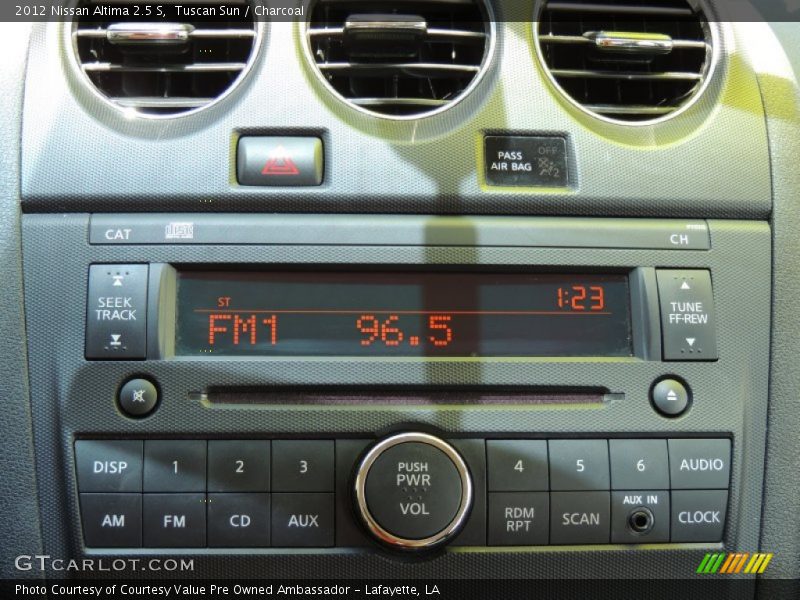 2012 Nissan Altima 2.5 S, Tuscan Sun / Charcoal
PASS
AIR BAG
OFF
2
CAT
CH
SEEK
TRACK
ST
1:23
FM1 96.5
TUNE
FF·REW
DISP 1 2 3
PUSH
PWR
VOL
4 5 6 AUDIO
AM FM CD AUX
RDM
RPT
SCAN
AUX IN
CLOCK
GTCARLOT.COM
Photo Courtesy of Courtesy Value Pre Owned Ambassador - Lafayette, LA